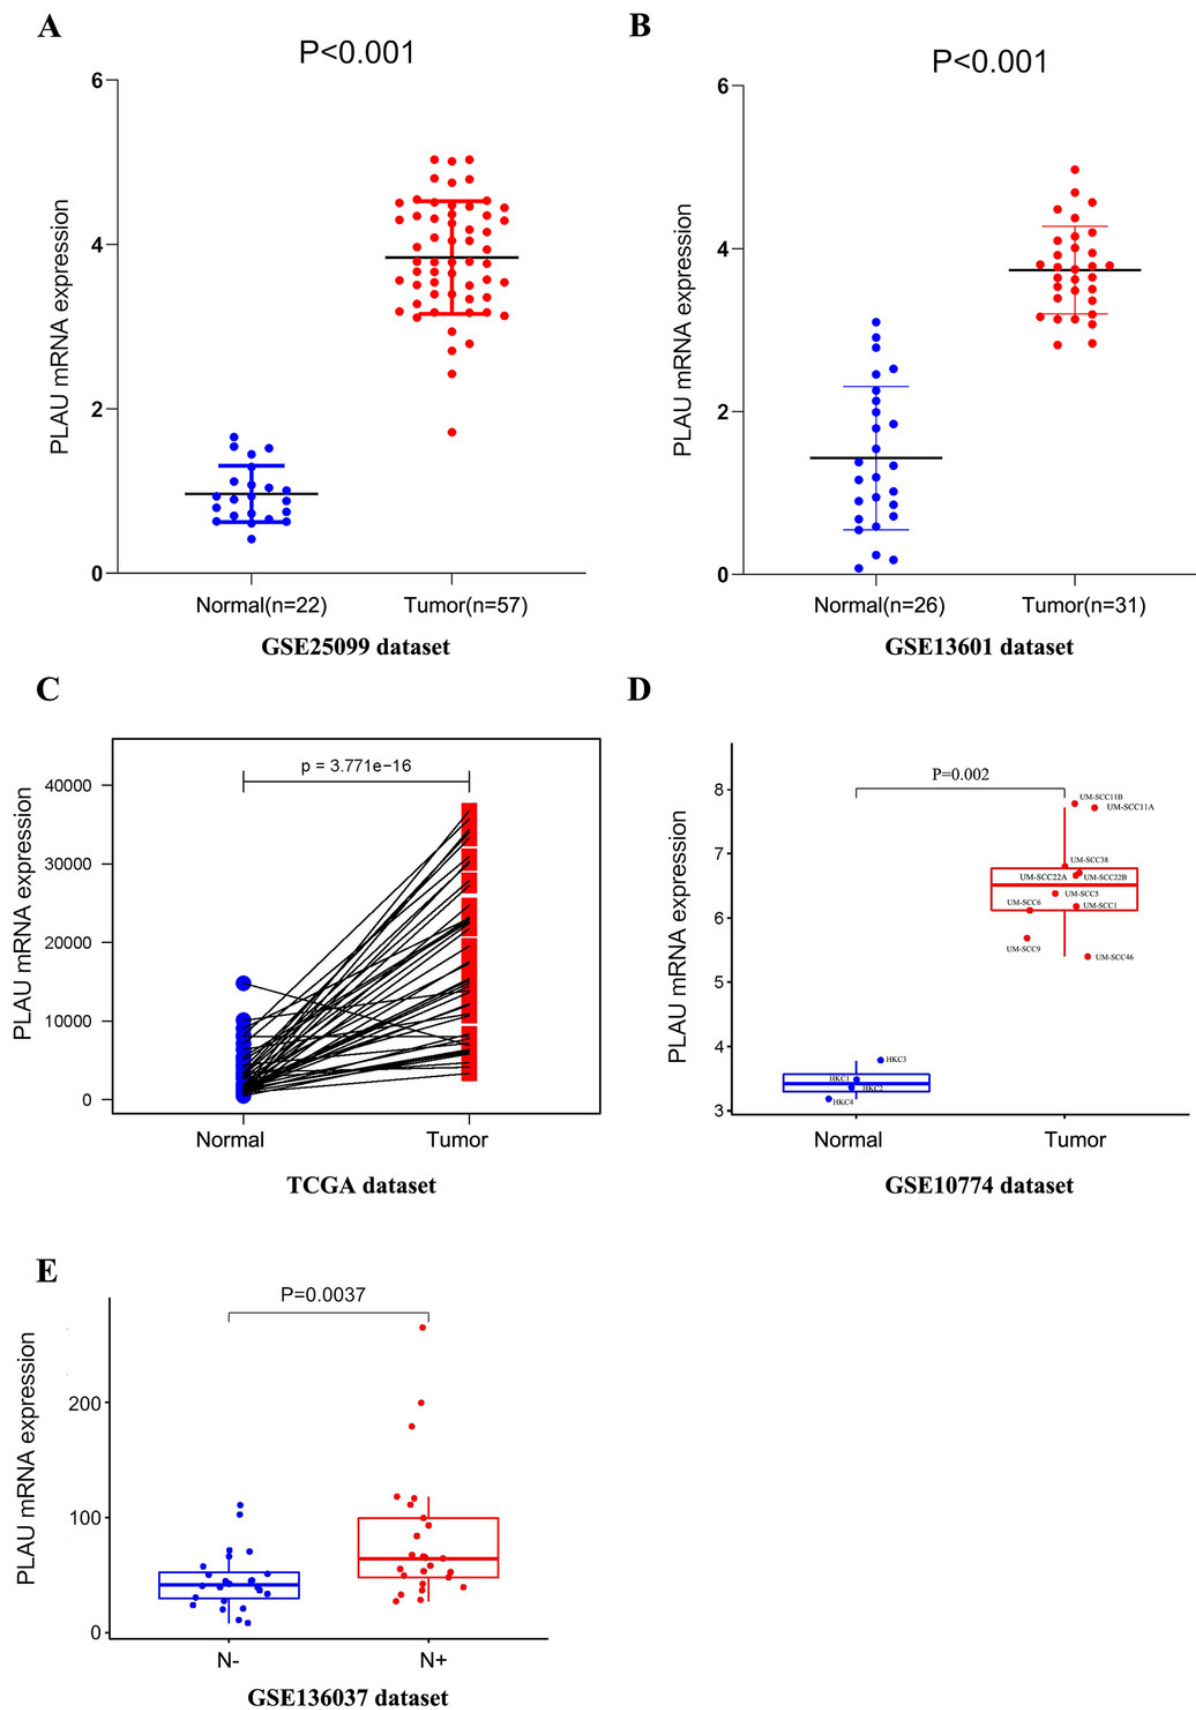 A
P<0.001
6
4
2
0
PLAU mRNA expression
Normal(n=22)
Tumor(n=57)
GSE25099 dataset
B
P<0.001
6
4
2
0
PLAU mRNA expression
Normal(n=26)
Tumor(n=31)
GSE13601 dataset
C
p = 3.771e−16
40000
30000
20000
10000
0
PLAU mRNA expression
Normal
Tumor
TCGA dataset
D
P=0.002
8
7
6
5
4
3
PLAU mRNA expression
UM-SCC11B
UM-SCC11A
UM-SCC38
UM-SCC22A
UM-SCC22B
UM-SCC5
UM-SCC6
UM-SCC1
UM-SCC9
UM-SCC46
HKC3
HKC1
HKC2
HKC4
Normal
Tumor
GSE10774 dataset
E
P=0.0037
200
100
0
PLAU mRNA expression
N-
N+
GSE136037 dataset